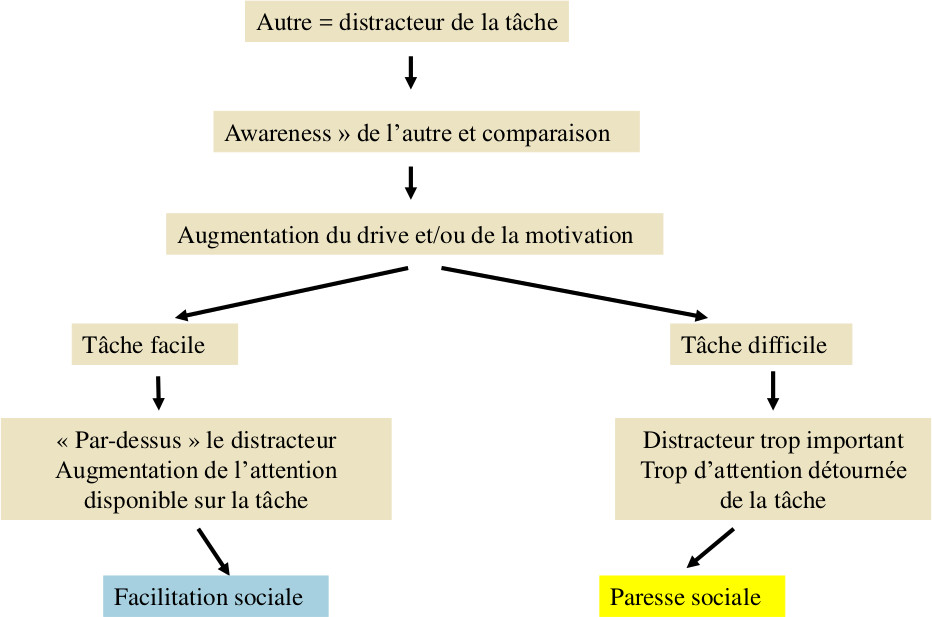 Autre = distracteur de la tâche
Awareness » de l’autre et comparaison
Augmentation du drive et/ou de la motivation
Tâche facile
Tâche difficile
« Par-dessus » le distracteur
Augmentation de l’attention
disponible sur la tâche
Distracteur trop important
Trop d’attention détournée
de la tâche
Facilitation sociale
Paresse sociale